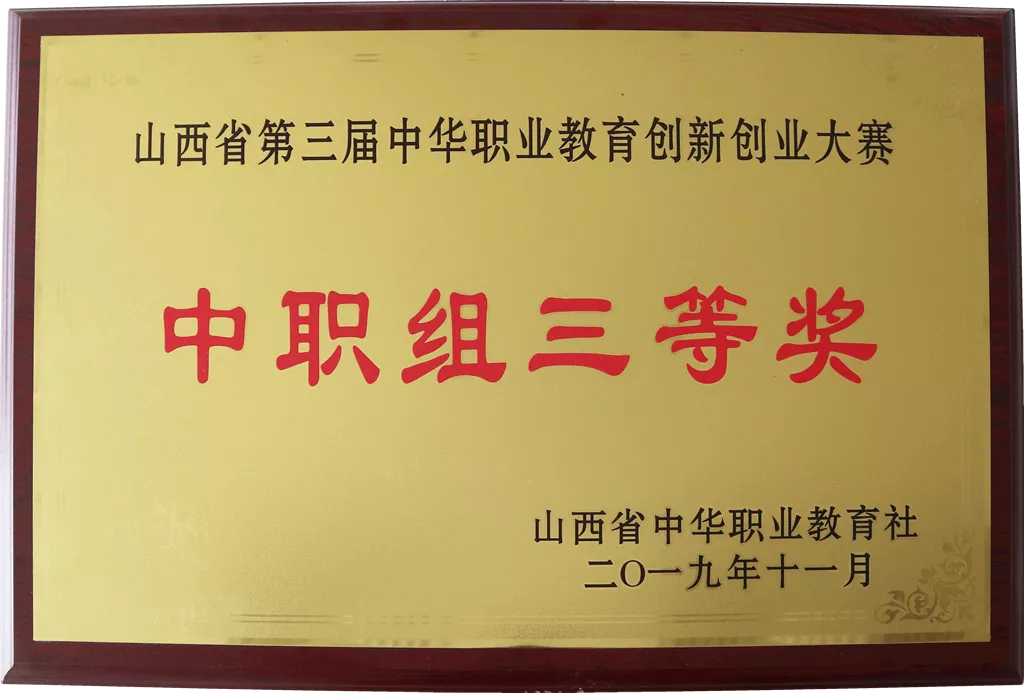 山西省第三届中华职业教育创新创业大赛
中职组三等奖
山西省中华职业教育社
二〇一九年十一月